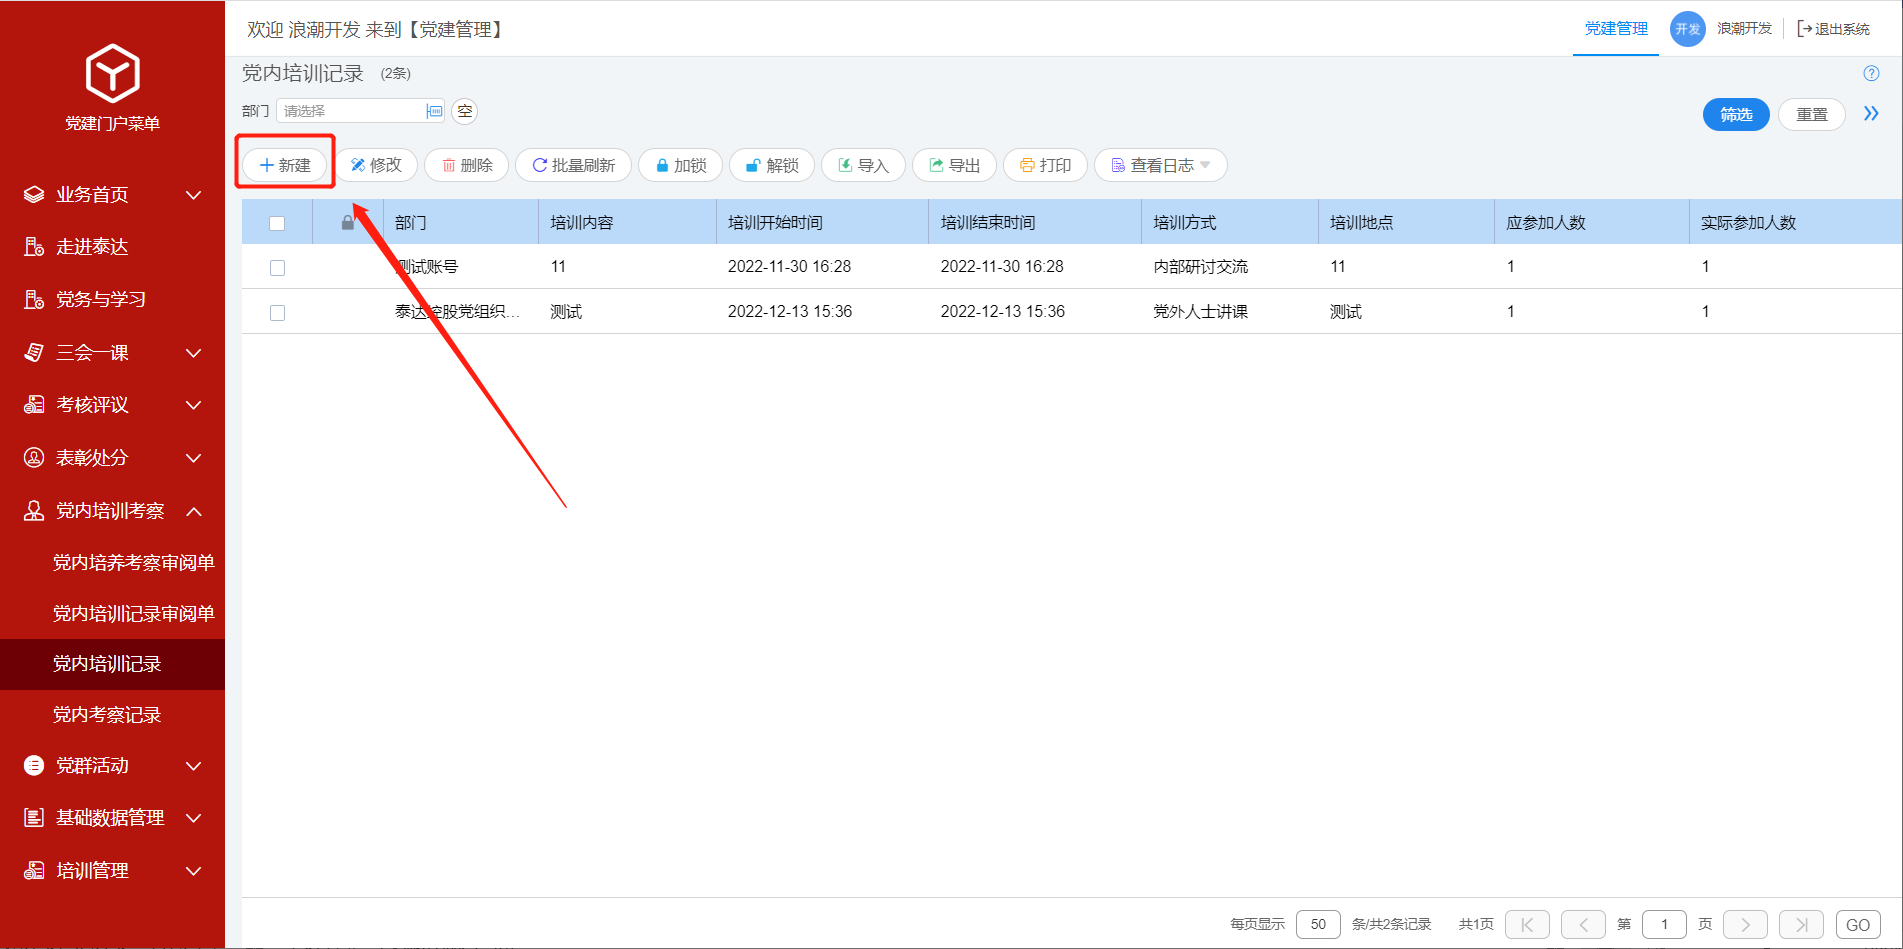 欢迎 浪潮开发 来到【党建管理】
党建管理
开发
浪潮开发
退出系统
党建门户菜单
业务首页
走进泰达
党务与学习
三会一课
考核评议
表彰处分
党内培训考察
党内培养考察审阅单
党内培训记录审阅单
党内培训记录
党内考察记录
党群活动
基础数据管理
培训管理
党内培训记录 (2条)
部门 请选择 空
筛选 重置
新建 修改 删除 批量刷新 加锁 解锁 导入 导出 打印 查看日志
部门 培训内容 培训开始时间 培训结束时间 培训方式 培训地点 应参加人数 实际参加人数
测试账号 11 2022-11-30 16:28 2022-11-30 16:28 内部研讨交流 11 1 1
泰达控股党组织... 测试 2022-12-13 15:36 2022-12-13 15:36 党外人士讲课 测试 1 1
每页显示 50 条/共2条记录 共1页 第 1 页 GO